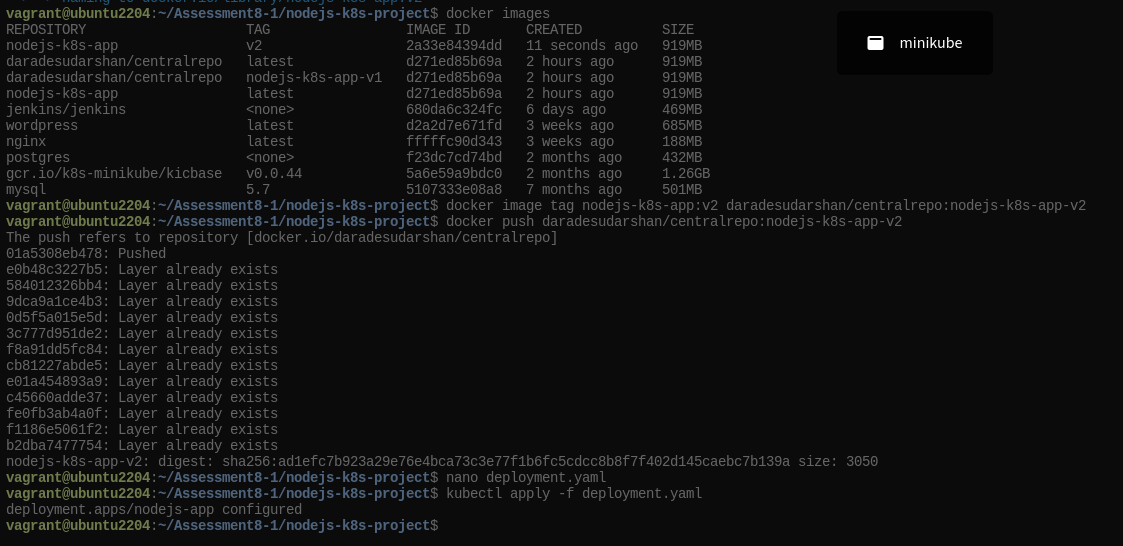 vagrant@ubuntu2204:~/Assessment8-1/nodejs-k8s-project$ docker images
REPOSITORY                    TAG                 IMAGE ID       CREATED          SIZE
nodejs-k8s-app                v2                  2a33e84394dd   11 seconds ago   919MB
daradesudarshan/centralrepo   latest              d271ed85b69a   2 hours ago      919MB
daradesudarshan/centralrepo   nodejs-k8s-app-v1   d271ed85b69a   2 hours ago      919MB
nodejs-k8s-app                latest              d271ed85b69a   2 hours ago      919MB
jenkins/jenkins               <none>              680da6c324fc   6 days ago       469MB
wordpress                     latest              d2a2d7e671fd   3 weeks ago      685MB
nginx                         latest              fffffc90d343   3 weeks ago      188MB
postgres                      <none>              f23dc7cd74bd   2 months ago     432MB
gcr.io/k8s-minikube/kicbase   v0.0.44             5a6e59a9bdc0   2 months ago     1.26GB
mysql                         5.7                 5107333e08a8   7 months ago     501MB
vagrant@ubuntu2204:~/Assessment8-1/nodejs-k8s-project$ docker image tag nodejs-k8s-app:v2 daradesudarshan/centralrepo:nodejs-k8s-app-v2
vagrant@ubuntu2204:~/Assessment8-1/nodejs-k8s-project$ docker push daradesudarshan/centralrepo:nodejs-k8s-app-v2
The push refers to repository [docker.io/daradesudarshan/centralrepo]
01a5308eb478: Pushed
e0b48c3227b5: Layer already exists
584012326bb4: Layer already exists
9dca9a1ce4b3: Layer already exists
0d5f5a015e5d: Layer already exists
3c777d951de2: Layer already exists
f8a91dd5fc84: Layer already exists
cb81227abde5: Layer already exists
e01a454893a9: Layer already exists
c45660adde37: Layer already exists
fe0fb3ab4a0f: Layer already exists
f1186e5061f2: Layer already exists
b2dba7477754: Layer already exists
nodejs-k8s-app-v2: digest: sha256:ad1efc7b923a29e76e4bca73c3e77f1b6fc5cdcc8b8f7f402d145caebc7b139a size: 3050
vagrant@ubuntu2204:~/Assessment8-1/nodejs-k8s-project$ nano deployment.yaml
vagrant@ubuntu2204:~/Assessment8-1/nodejs-k8s-project$ kubectl apply -f deployment.yaml
deployment.apps/nodejs-app configured
vagrant@ubuntu2204:~/Assessment8-1/nodejs-k8s-project$
minikube